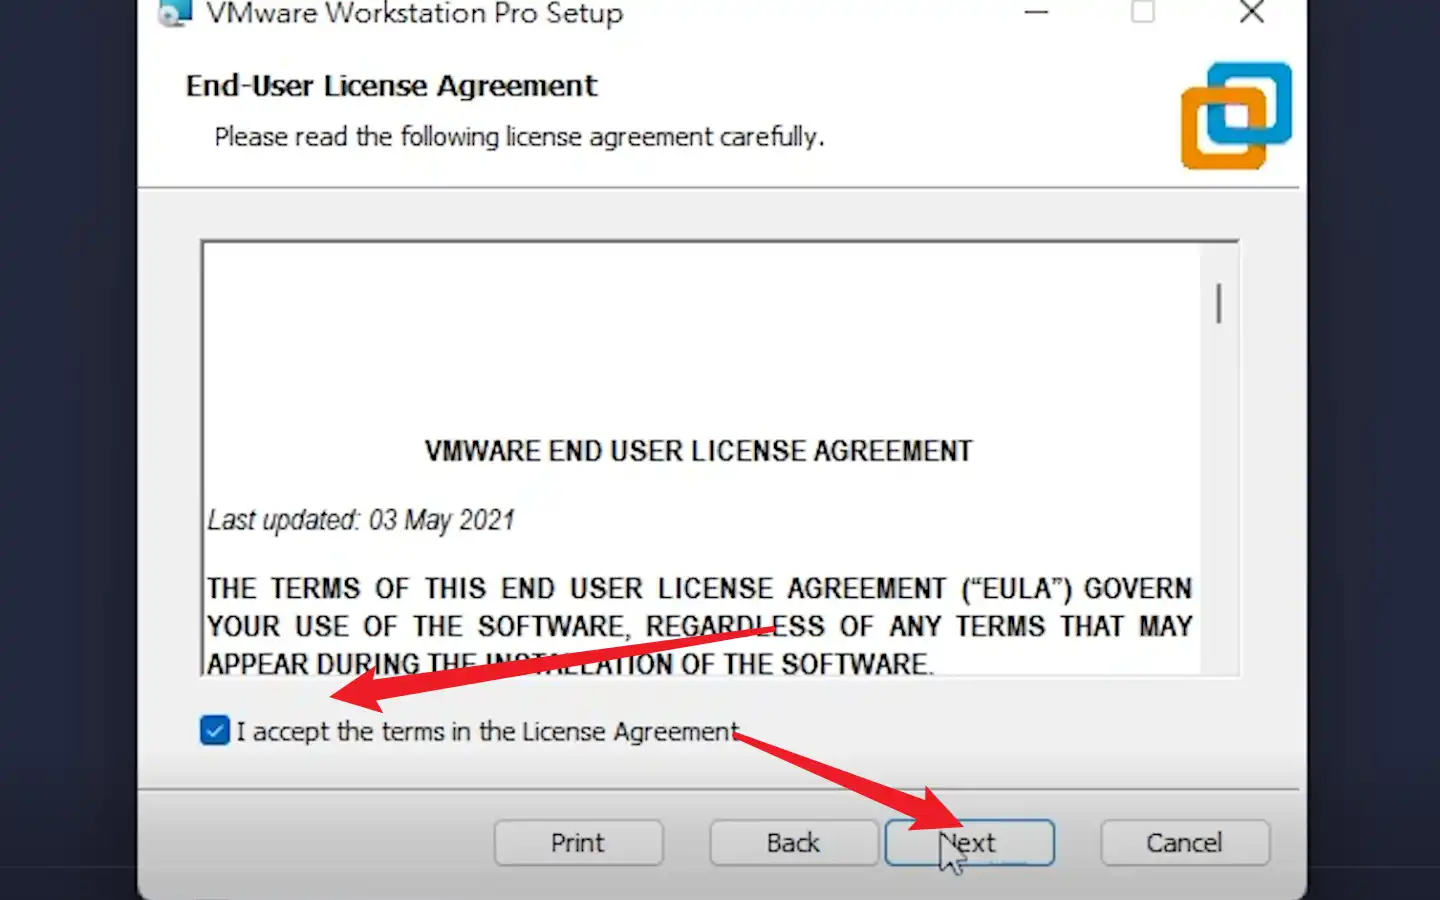 VMware Workstation Pro Setup
End-User License Agreement
Please read the following license agreement carefully.
VMWARE END USER LICENSE AGREEMENT
Last updated: 03 May 2021
THE TERMS OF THIS END USER LICENSE AGREEMENT (“EULA”) GOVERN
YOUR USE OF THE SOFTWARE, REGARDLESS OF ANY TERMS THAT MAY
APPEAR DURING THE INSTALLATION OF THE SOFTWARE.
I accept the terms in the License Agreement
Print Back Next Cancel